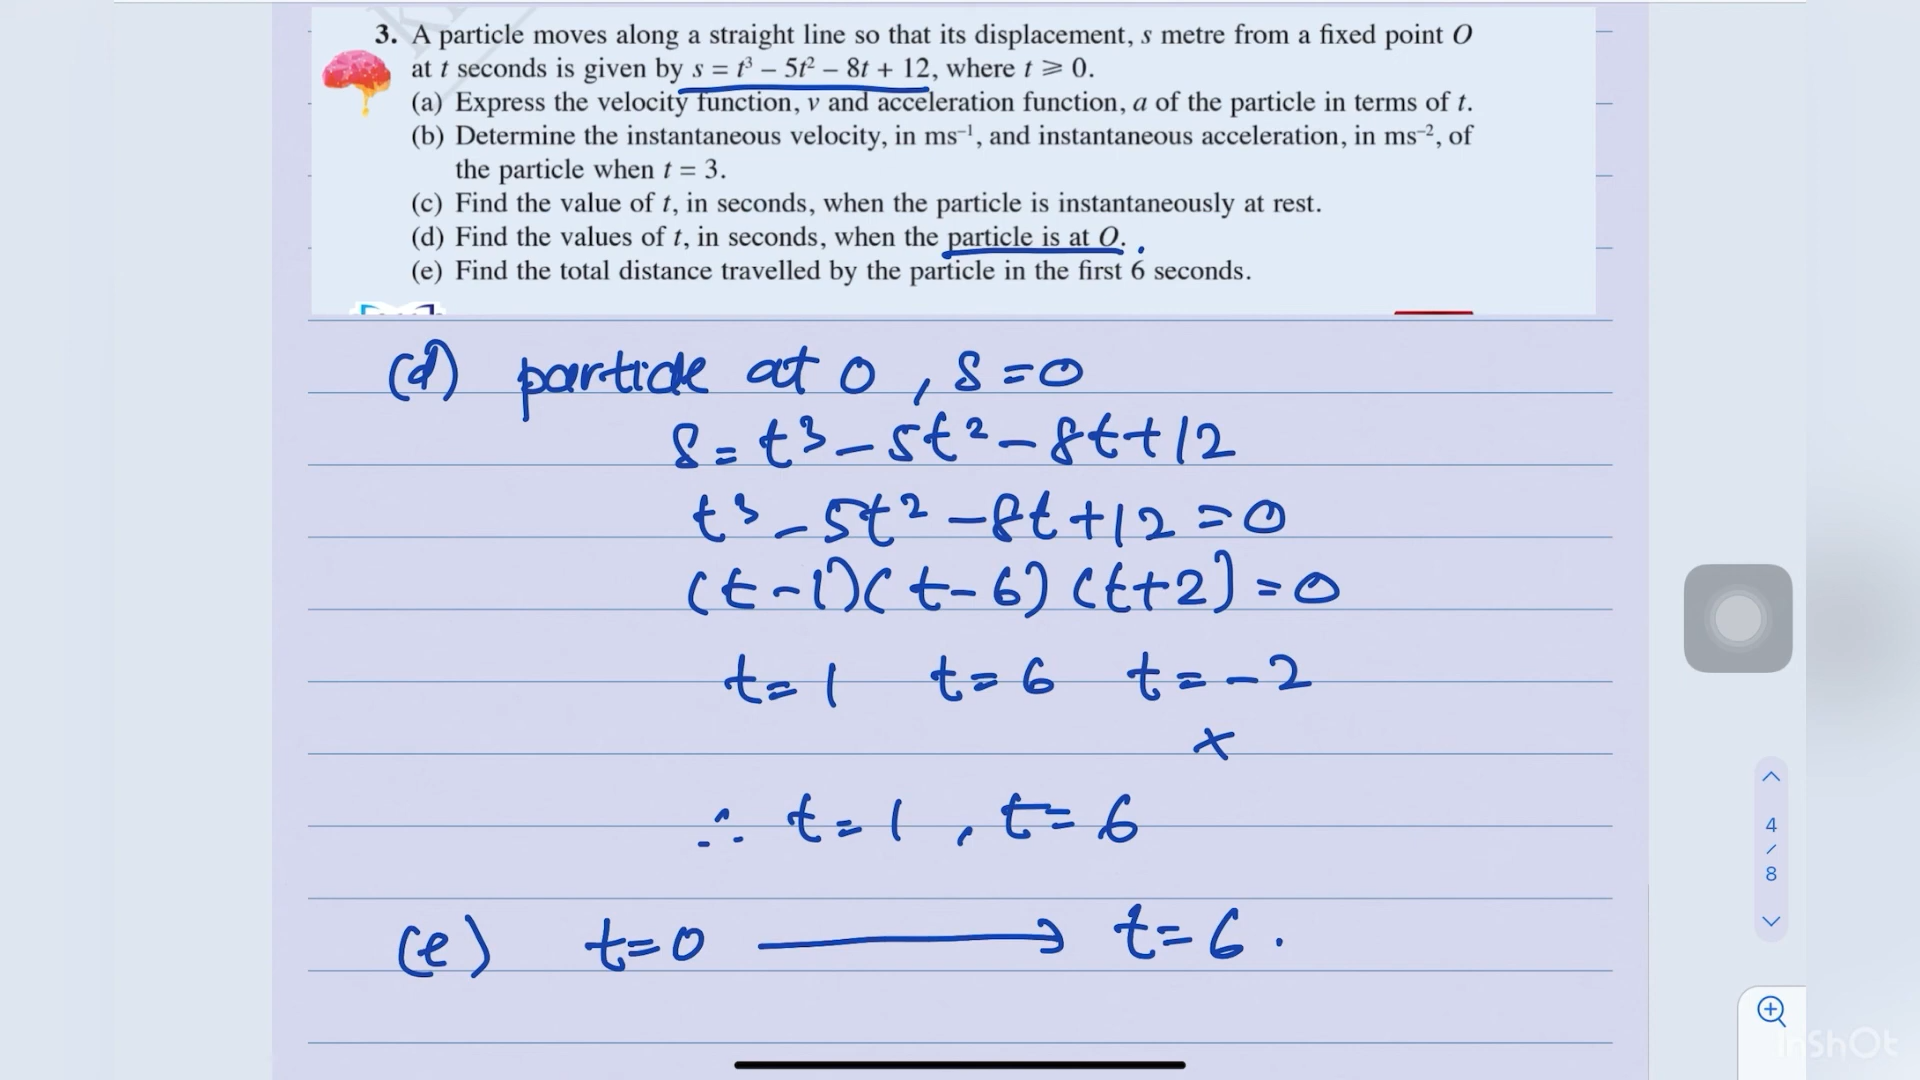 3. A particle moves along a straight line so that its displacement, s metre from a fixed point O
at t seconds is given by s = t³ – 5t² – 8t + 12, where t ⩾ 0.
(a) Express the velocity function, v and acceleration function, a of the particle in terms of t.
(b) Determine the instantaneous velocity, in ms⁻¹, and instantaneous acceleration, in ms⁻², of
the particle when t = 3.
(c) Find the value of t, in seconds, when the particle is instantaneously at rest.
(d) Find the values of t, in seconds, when the particle is at O.
(e) Find the total distance travelled by the particle in the first 6 seconds.
(d) particle at O, s=0
s = t³ – 5t² – 8t + 12
t³ – 5t² – 8t + 12 = 0
(t – 1)(t – 6)(t + 2) = 0
t = 1 t = 6 t = –2
×
∴ t = 1, t = 6
(e) t=0 ⟶ t=6.
4
/
8
InShOt